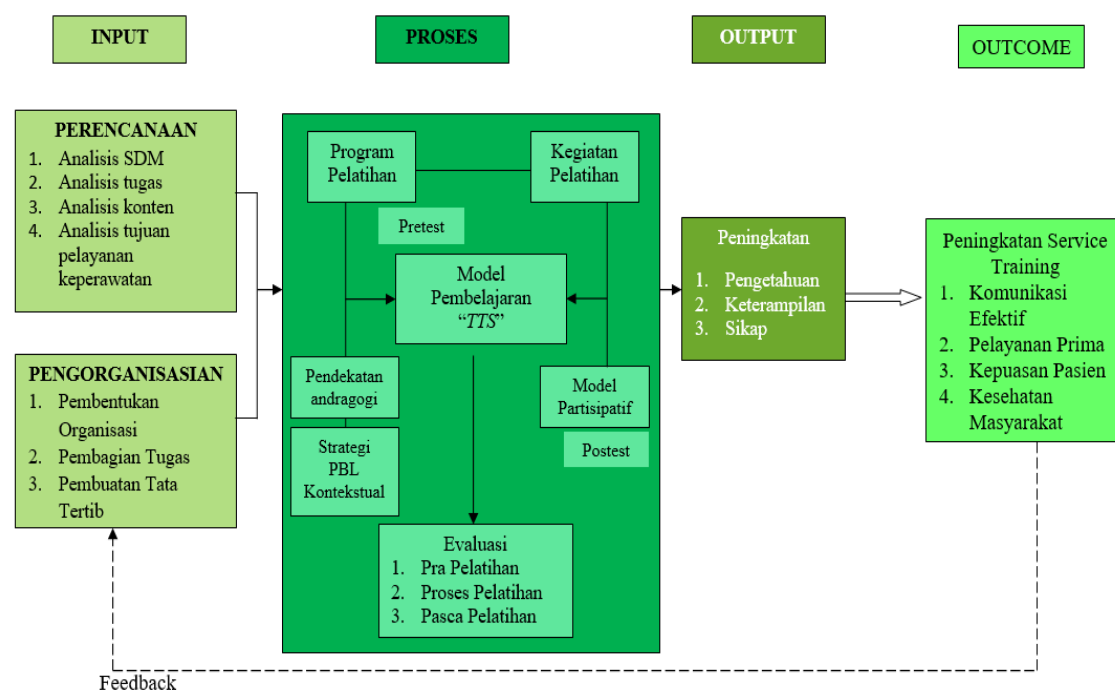 INPUT
PROSES
OUTPUT
OUTCOME
PERENCANAAN
1. Analisis SDM
2. Analisis tugas
3. Analisis konten
4. Analisis tujuan
pelayanan
keperawatan
PENGORGANISASIAN
1. Pembentukan
Organisasi
2. Pembagian Tugas
3. Pembuatan Tata
Tertib
Program
Pelatihan
Kegiatan
Pelatihan
Pretest
Model
Pembelajaran
“TTS”
Pendekatan
andragogi
Strategi
PBL
Kontekstual
Model
Partisipatif
Postest
Evaluasi
1. Pra Pelatihan
2. Proses Pelatihan
3. Pasca Pelatihan
Peningkatan
1. Pengetahuan
2. Keterampilan
3. Sikap
Peningkatan Service
Training
1. Komunikasi
Efektif
2. Pelayanan Prima
3. Kepuasan Pasien
4. Kesehatan
Masyarakat
Feedback